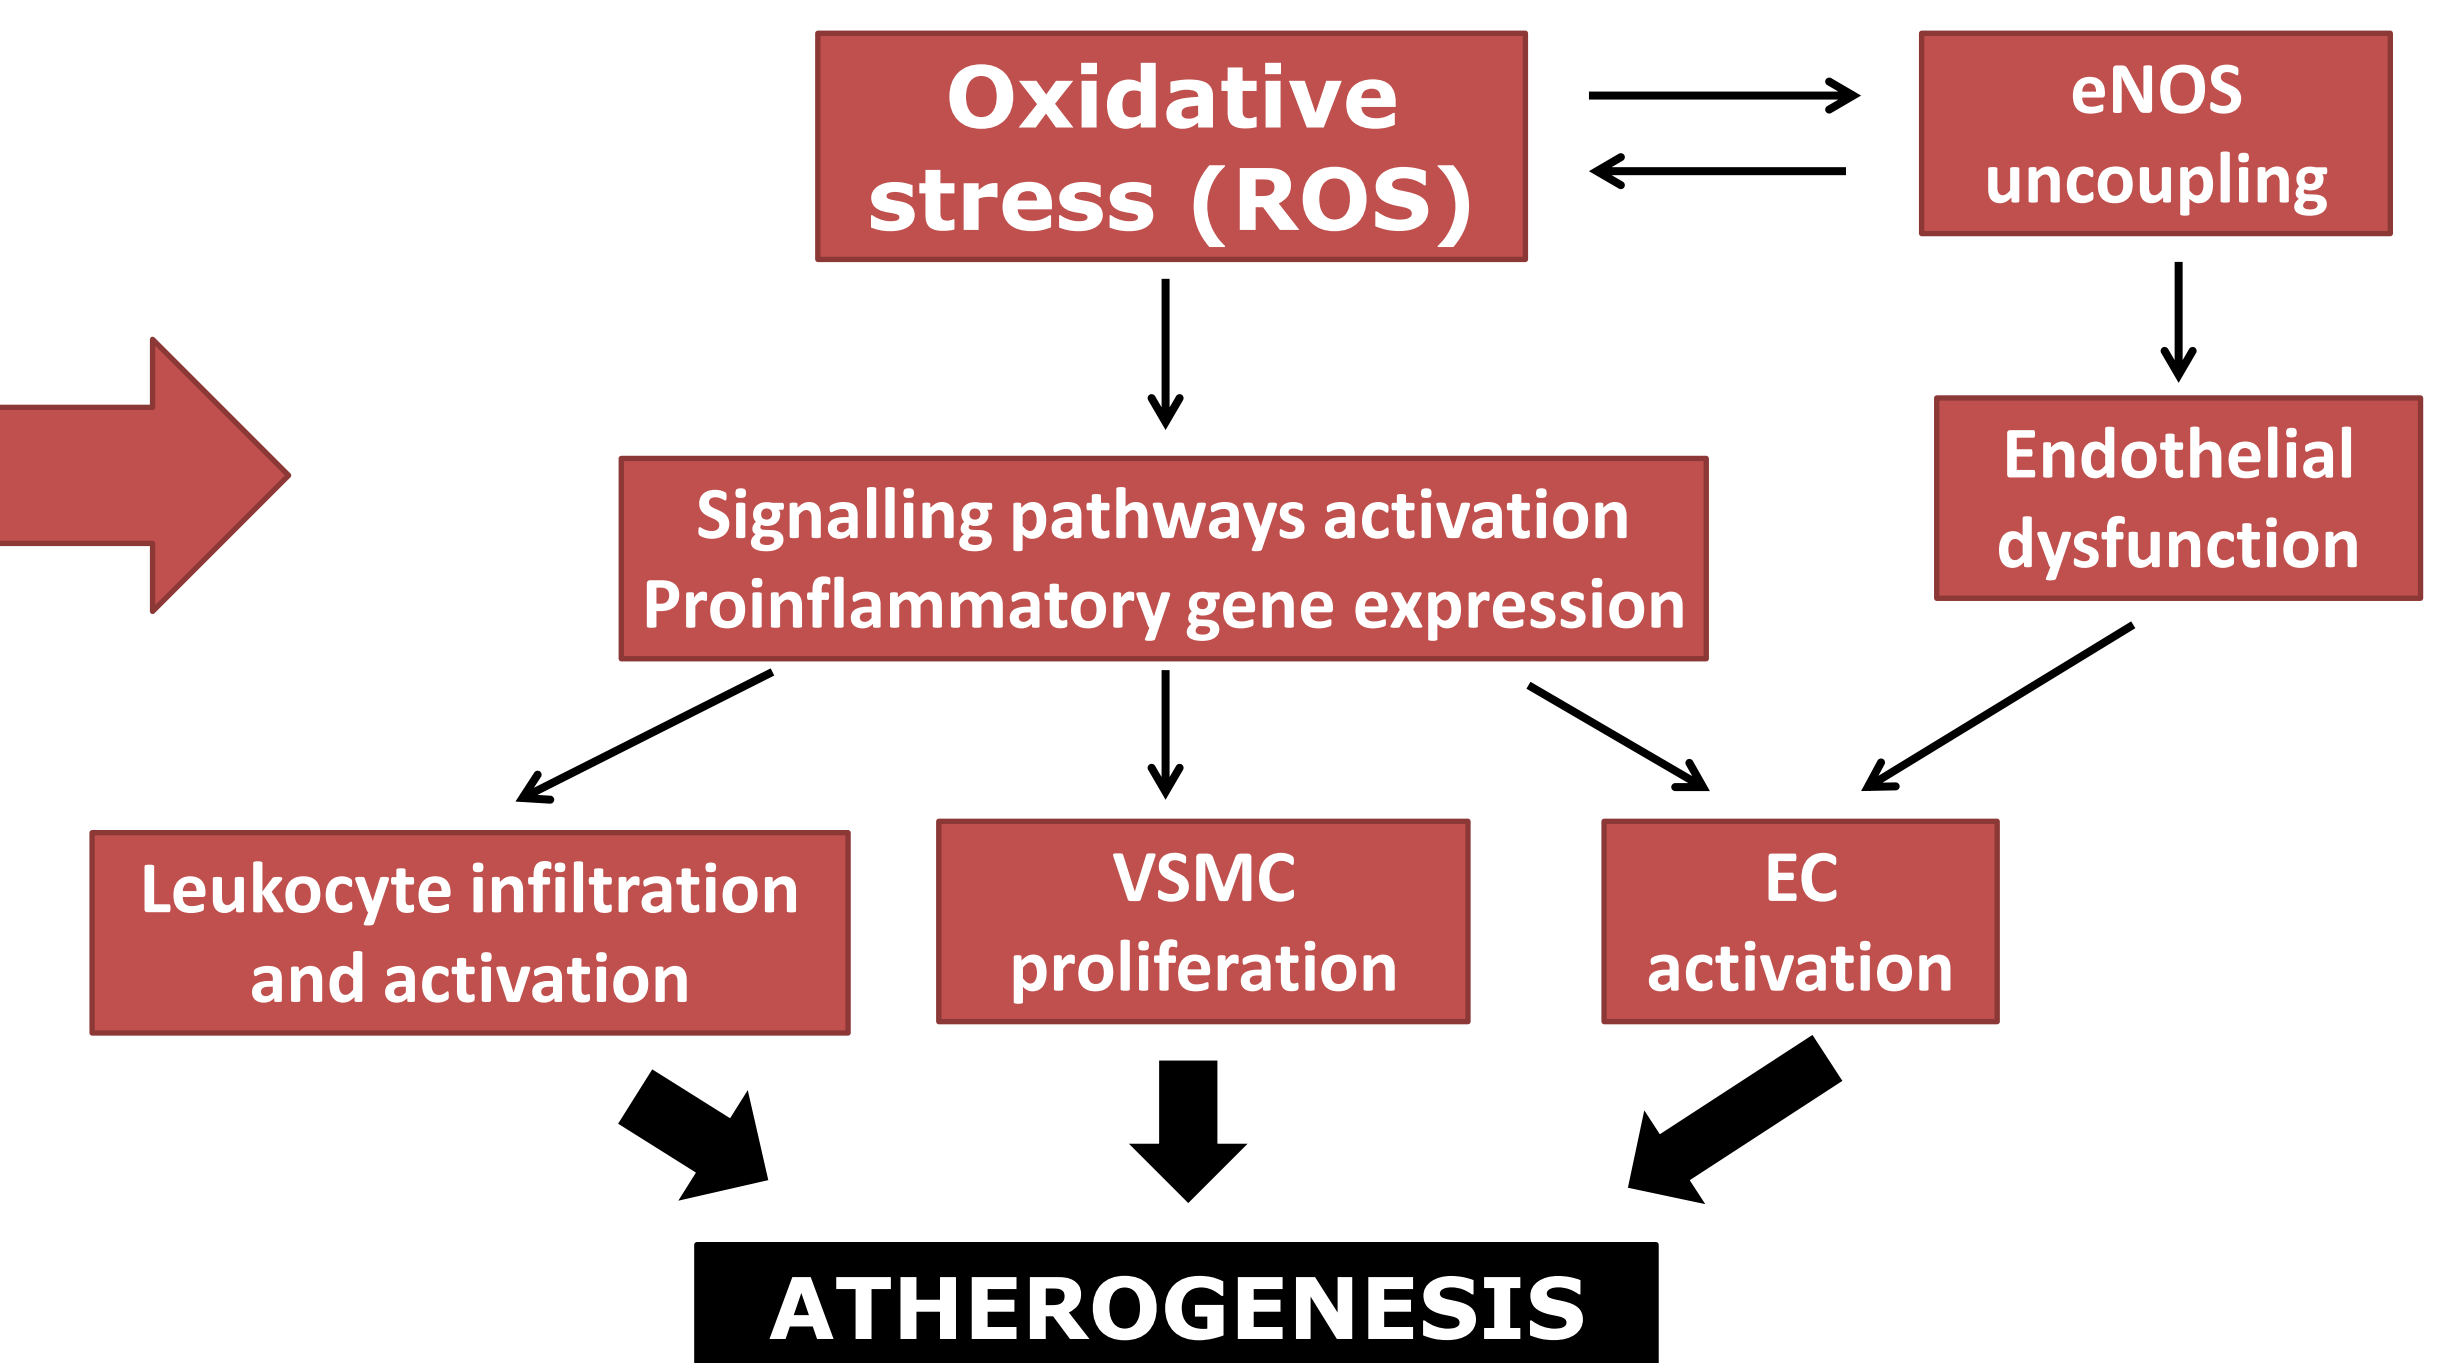 Oxidative
stress (ROS)
eNOS
uncoupling
Signalling pathways activation
Proinflammatory gene expression
Endothelial
dysfunction
Leukocyte infiltration
and activation
VSMC
proliferation
EC
activation
ATHEROGENESIS